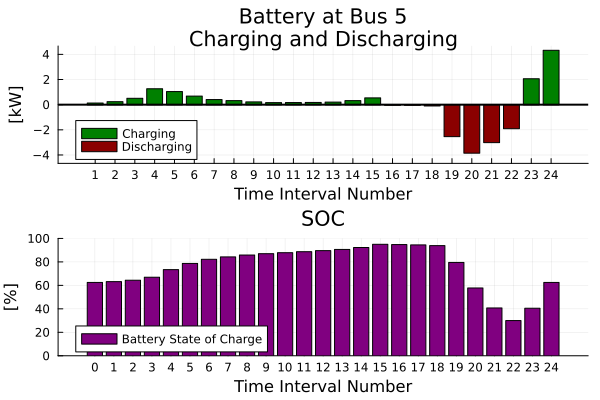 Battery at Bus 5
Charging and Discharging
[kW]
4
2
0
−2
−4
Charging
Discharging
1 2 3 4 5 6 7 8 9 10 11 12 13 14 15 16 17 18 19 20 21 22 23 24
Time Interval Number
SOC
[%]
100
80
60
40
20
0
Battery State of Charge
0 1 2 3 4 5 6 7 8 9 10 11 12 13 14 15 16 17 18 19 20 21 22 23 24
Time Interval Number